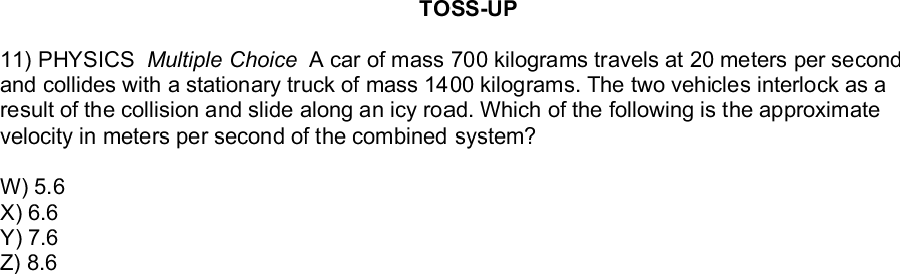 TOSS-UP
11) PHYSICS Multiple Choice A car of mass 700 kilograms travels at 20 meters per second
and collides with a stationary truck of mass 1400 kilograms. The two vehicles interlock as a
result of the collision and slide along an icy road. Which of the following is the approximate
velocity in meters per second of the combined system?
W) 5.6
X) 6.6
Y) 7.6
Z) 8.6